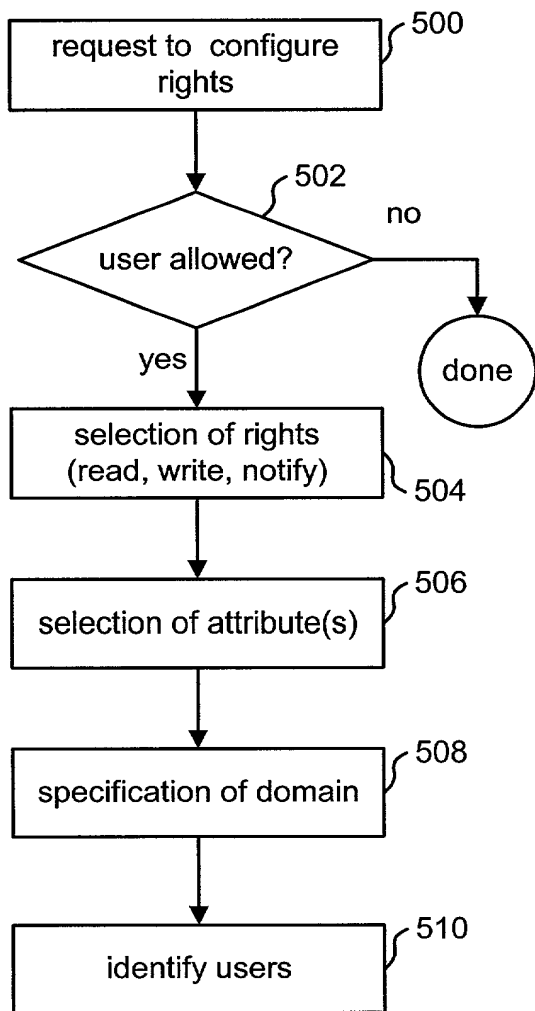 request to configure
rights
500
502
no
user allowed?
yes
done
selection of rights
(read, write, notify)
504
506
selection of attribute(s)
508
specification of domain
510
identify users